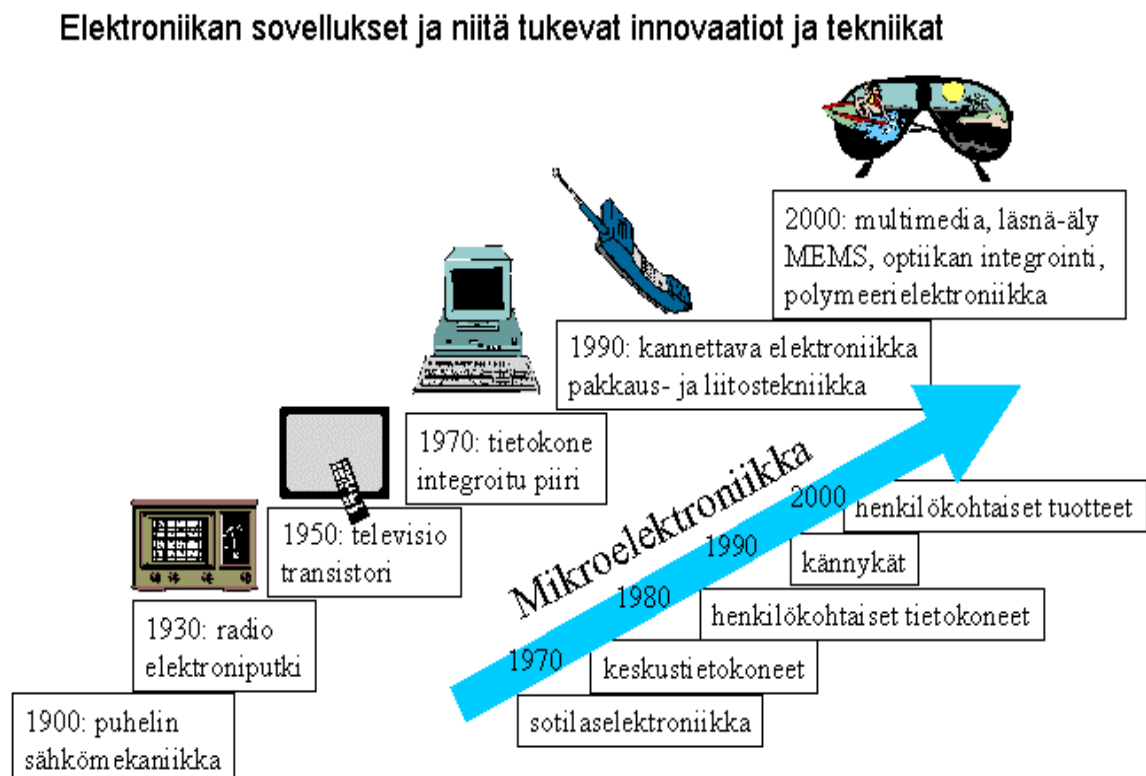 Elektroniikan sovellukset ja niitä tukevat innovaatiot ja tekniikat
2000: multimedia, läsnä-äly
MEMS, optiikan integrointi,
polymeerielektroniikka
1990: kannettava elektroniikka
pakkaus- ja liitostekniikka
1970: tietokone
integroitu piiri
1950: televisio
transistori
1930: radio
elektroniputki
1900: puhelin
sähkömekaniikka
Mikroelektroniikka
2000
henkilökohtaiset tuotteet
1990
kännykät
1980
henkilökohtaiset tietokoneet
1970
keskustietokoneet
sotilaselektroniikka